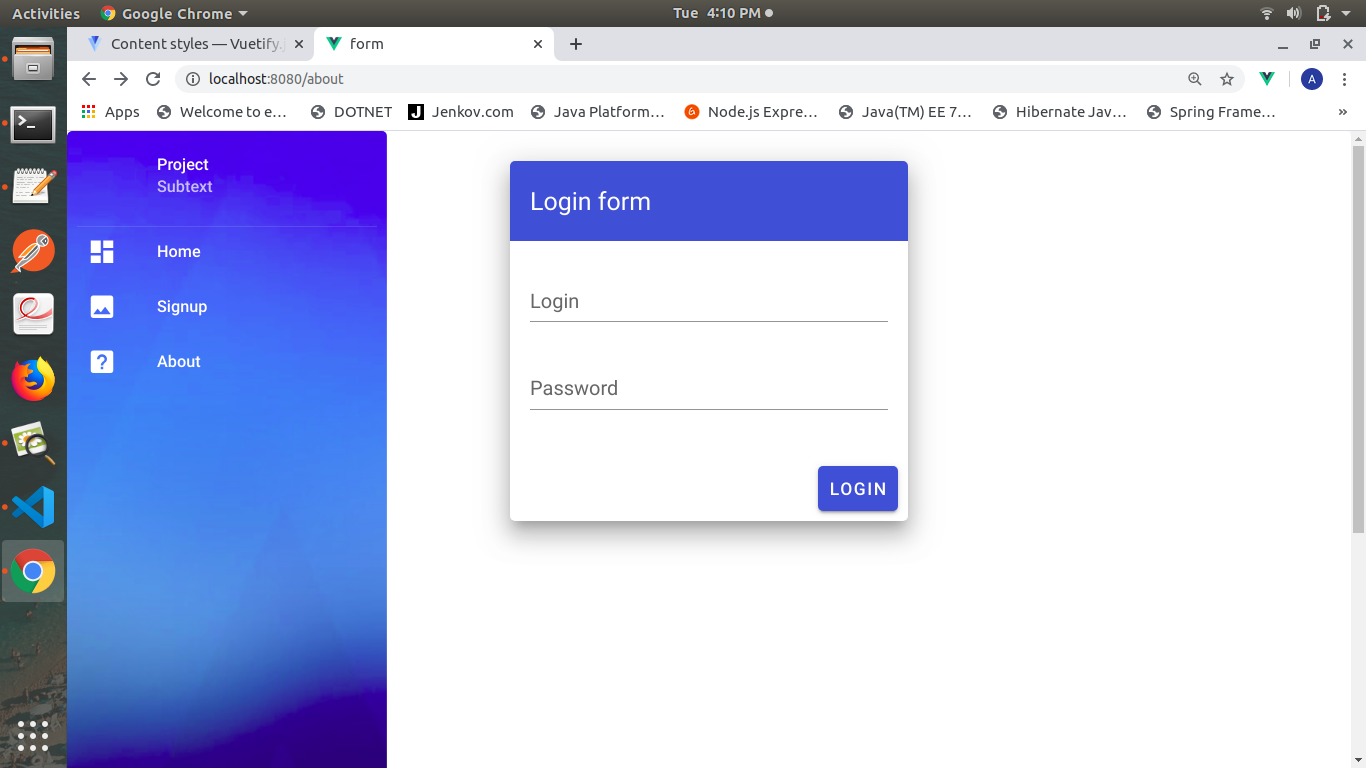 Activities
Google Chrome
Tue 4:10 PM
Content styles — Vuetify.j
form
localhost:8080/about
A
Apps
Welcome to e…
DOTNET
J
Jenkov.com
Java Platform…
Node.js Expre…
Java(TM) EE 7…
Hibernate Jav…
Spring Frame…
»
Project
Subtext
Home
Signup
About
Login form
Login
Password
LOGIN